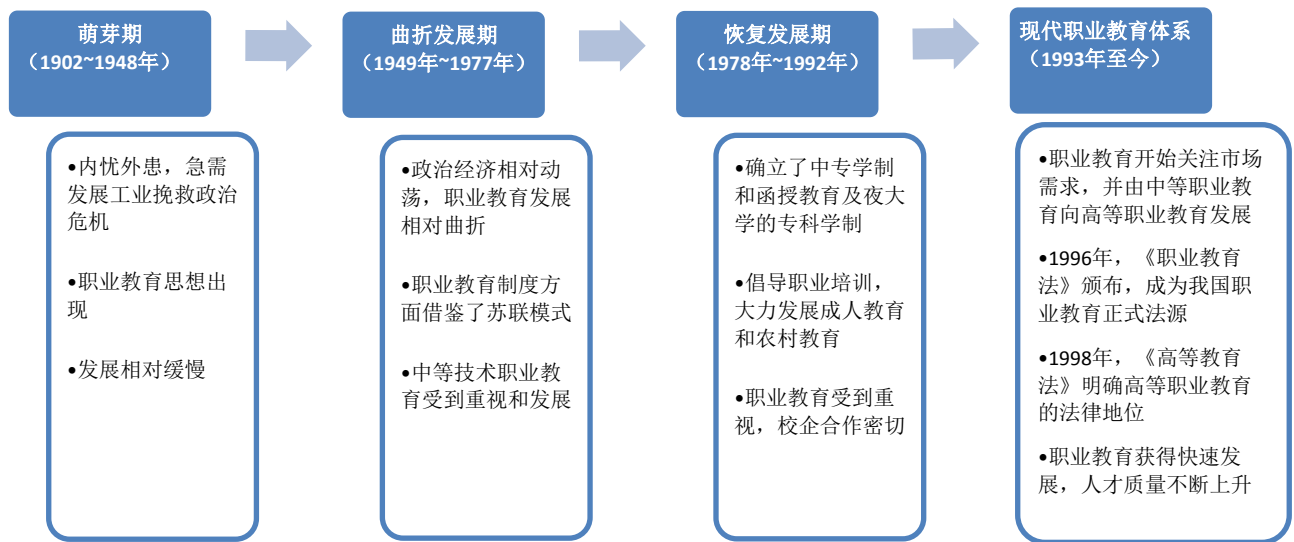 萌芽期
（1902~1948年）
•内忧外患，急需
发展工业挽救政治
危机
•职业教育思想出
现
•发展相对缓慢
曲折发展期
（1949年~1977年）
•政治经济相对动
荡，职业教育发展
相对曲折
•职业教育制度方
面借鉴了苏联模式
•中等技术职业教
育受到重视和发展
恢复发展期
（1978年~1992年）
•确立了中专学制
和函授教育及夜大
学的专科学制
•倡导职业培训，
大力发展成人教育
和农村教育
•职业教育受到重
视，校企合作密切
现代职业教育体系
（1993年至今）
•职业教育开始关注市场
需求，并由中等职业教
育向高等职业教育发展
•1996年，《职业教育
法》颁布，成为我国职
业教育正式法源
•1998年，《高等教育
法》明确高等职业教育
的法律地位
•职业教育获得快速发
展，人才质量不断上升